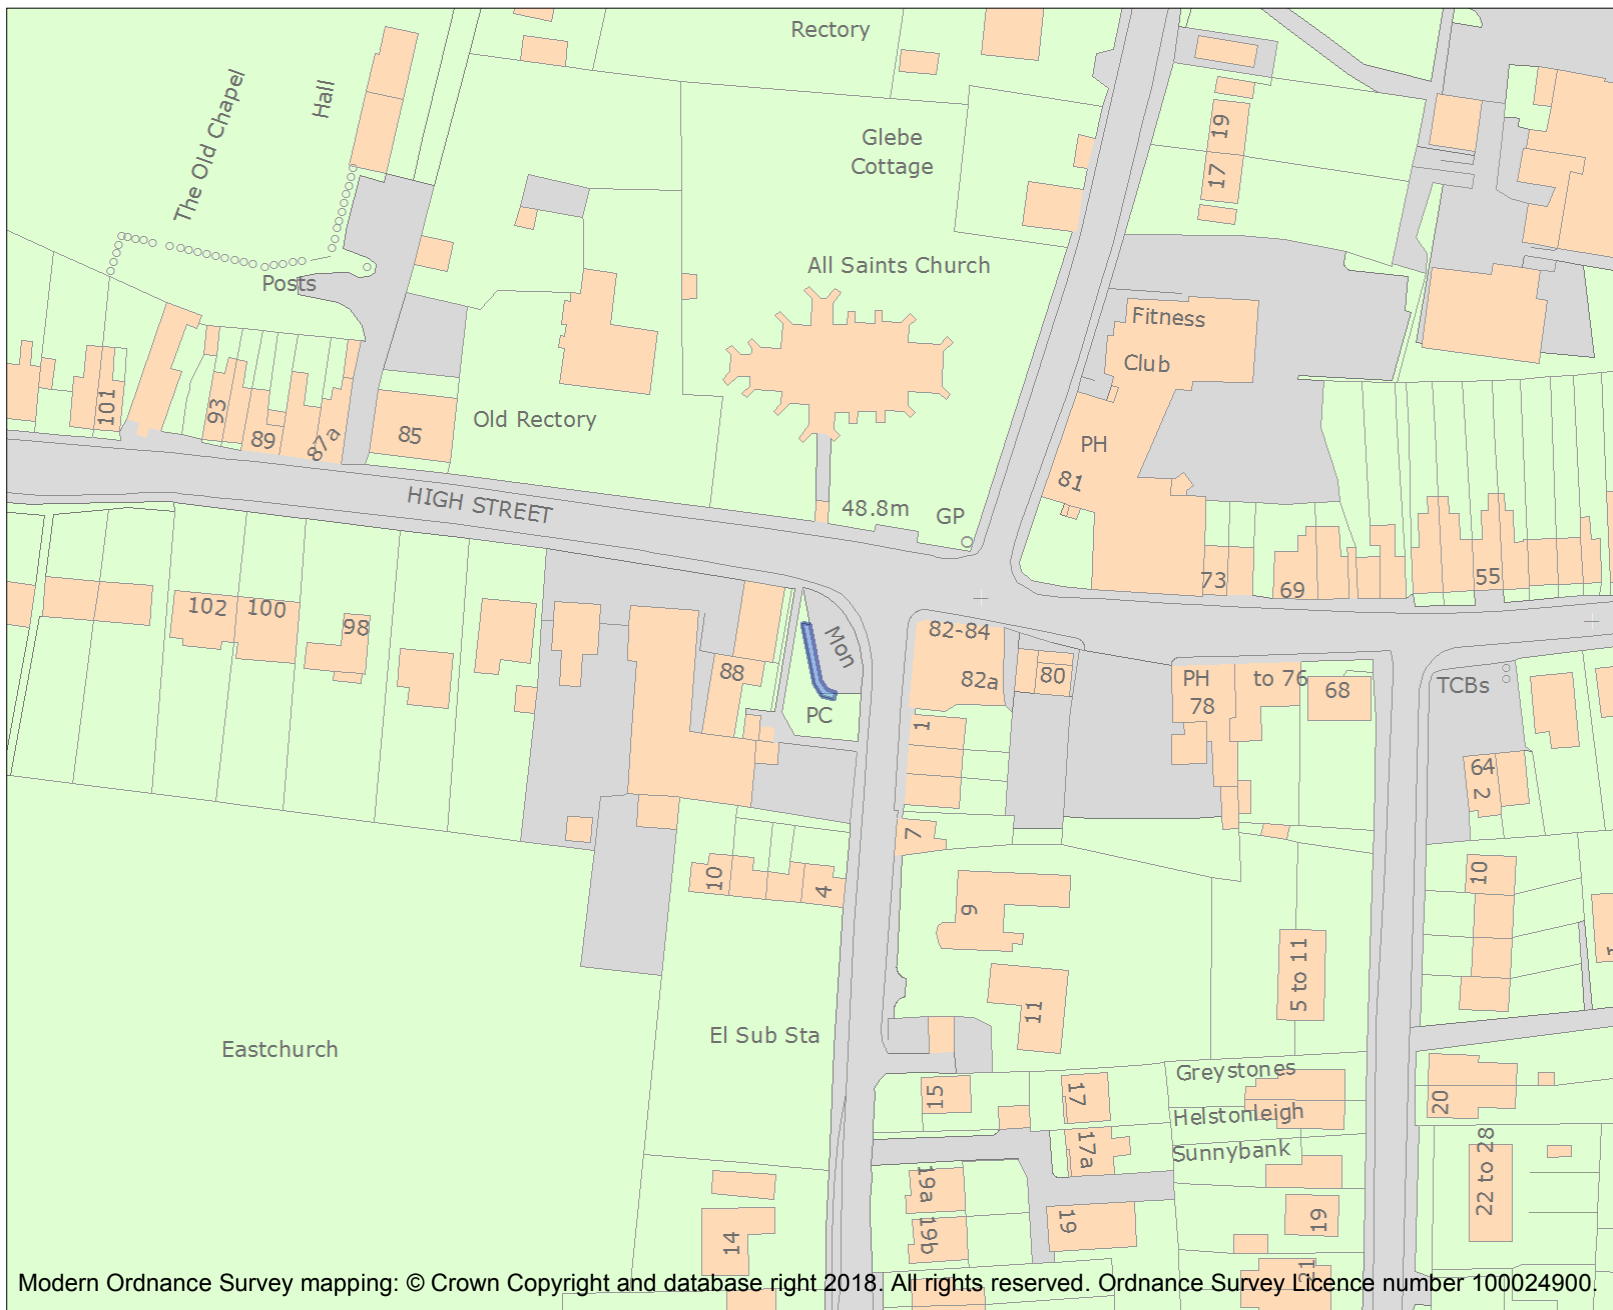 Rectory
The Old Chapel
Hall
19
Glebe
Cottage
17
All Saints Church
Posts
Fitness
Club
101
93
89
87a
85
Old Rectory
PH
81
HIGH STREET
48.8m
GP
73
69
55
102
100
98
Mon
82-84
82a
80
88
PC
PH
78
to 76
68
TCBs
1
64
2
7
10
4
10
9
5 to 11
11
Eastchurch
El Sub Sta
Greystones
15
17
20
Helstonleigh
17a
Sunnybank
22 to 28
19a
19b
19
19
14
21
Modern Ordnance Survey mapping: © Crown Copyright and database right 2018. All rights reserved. Ordnance Survey Licence number 100024900.